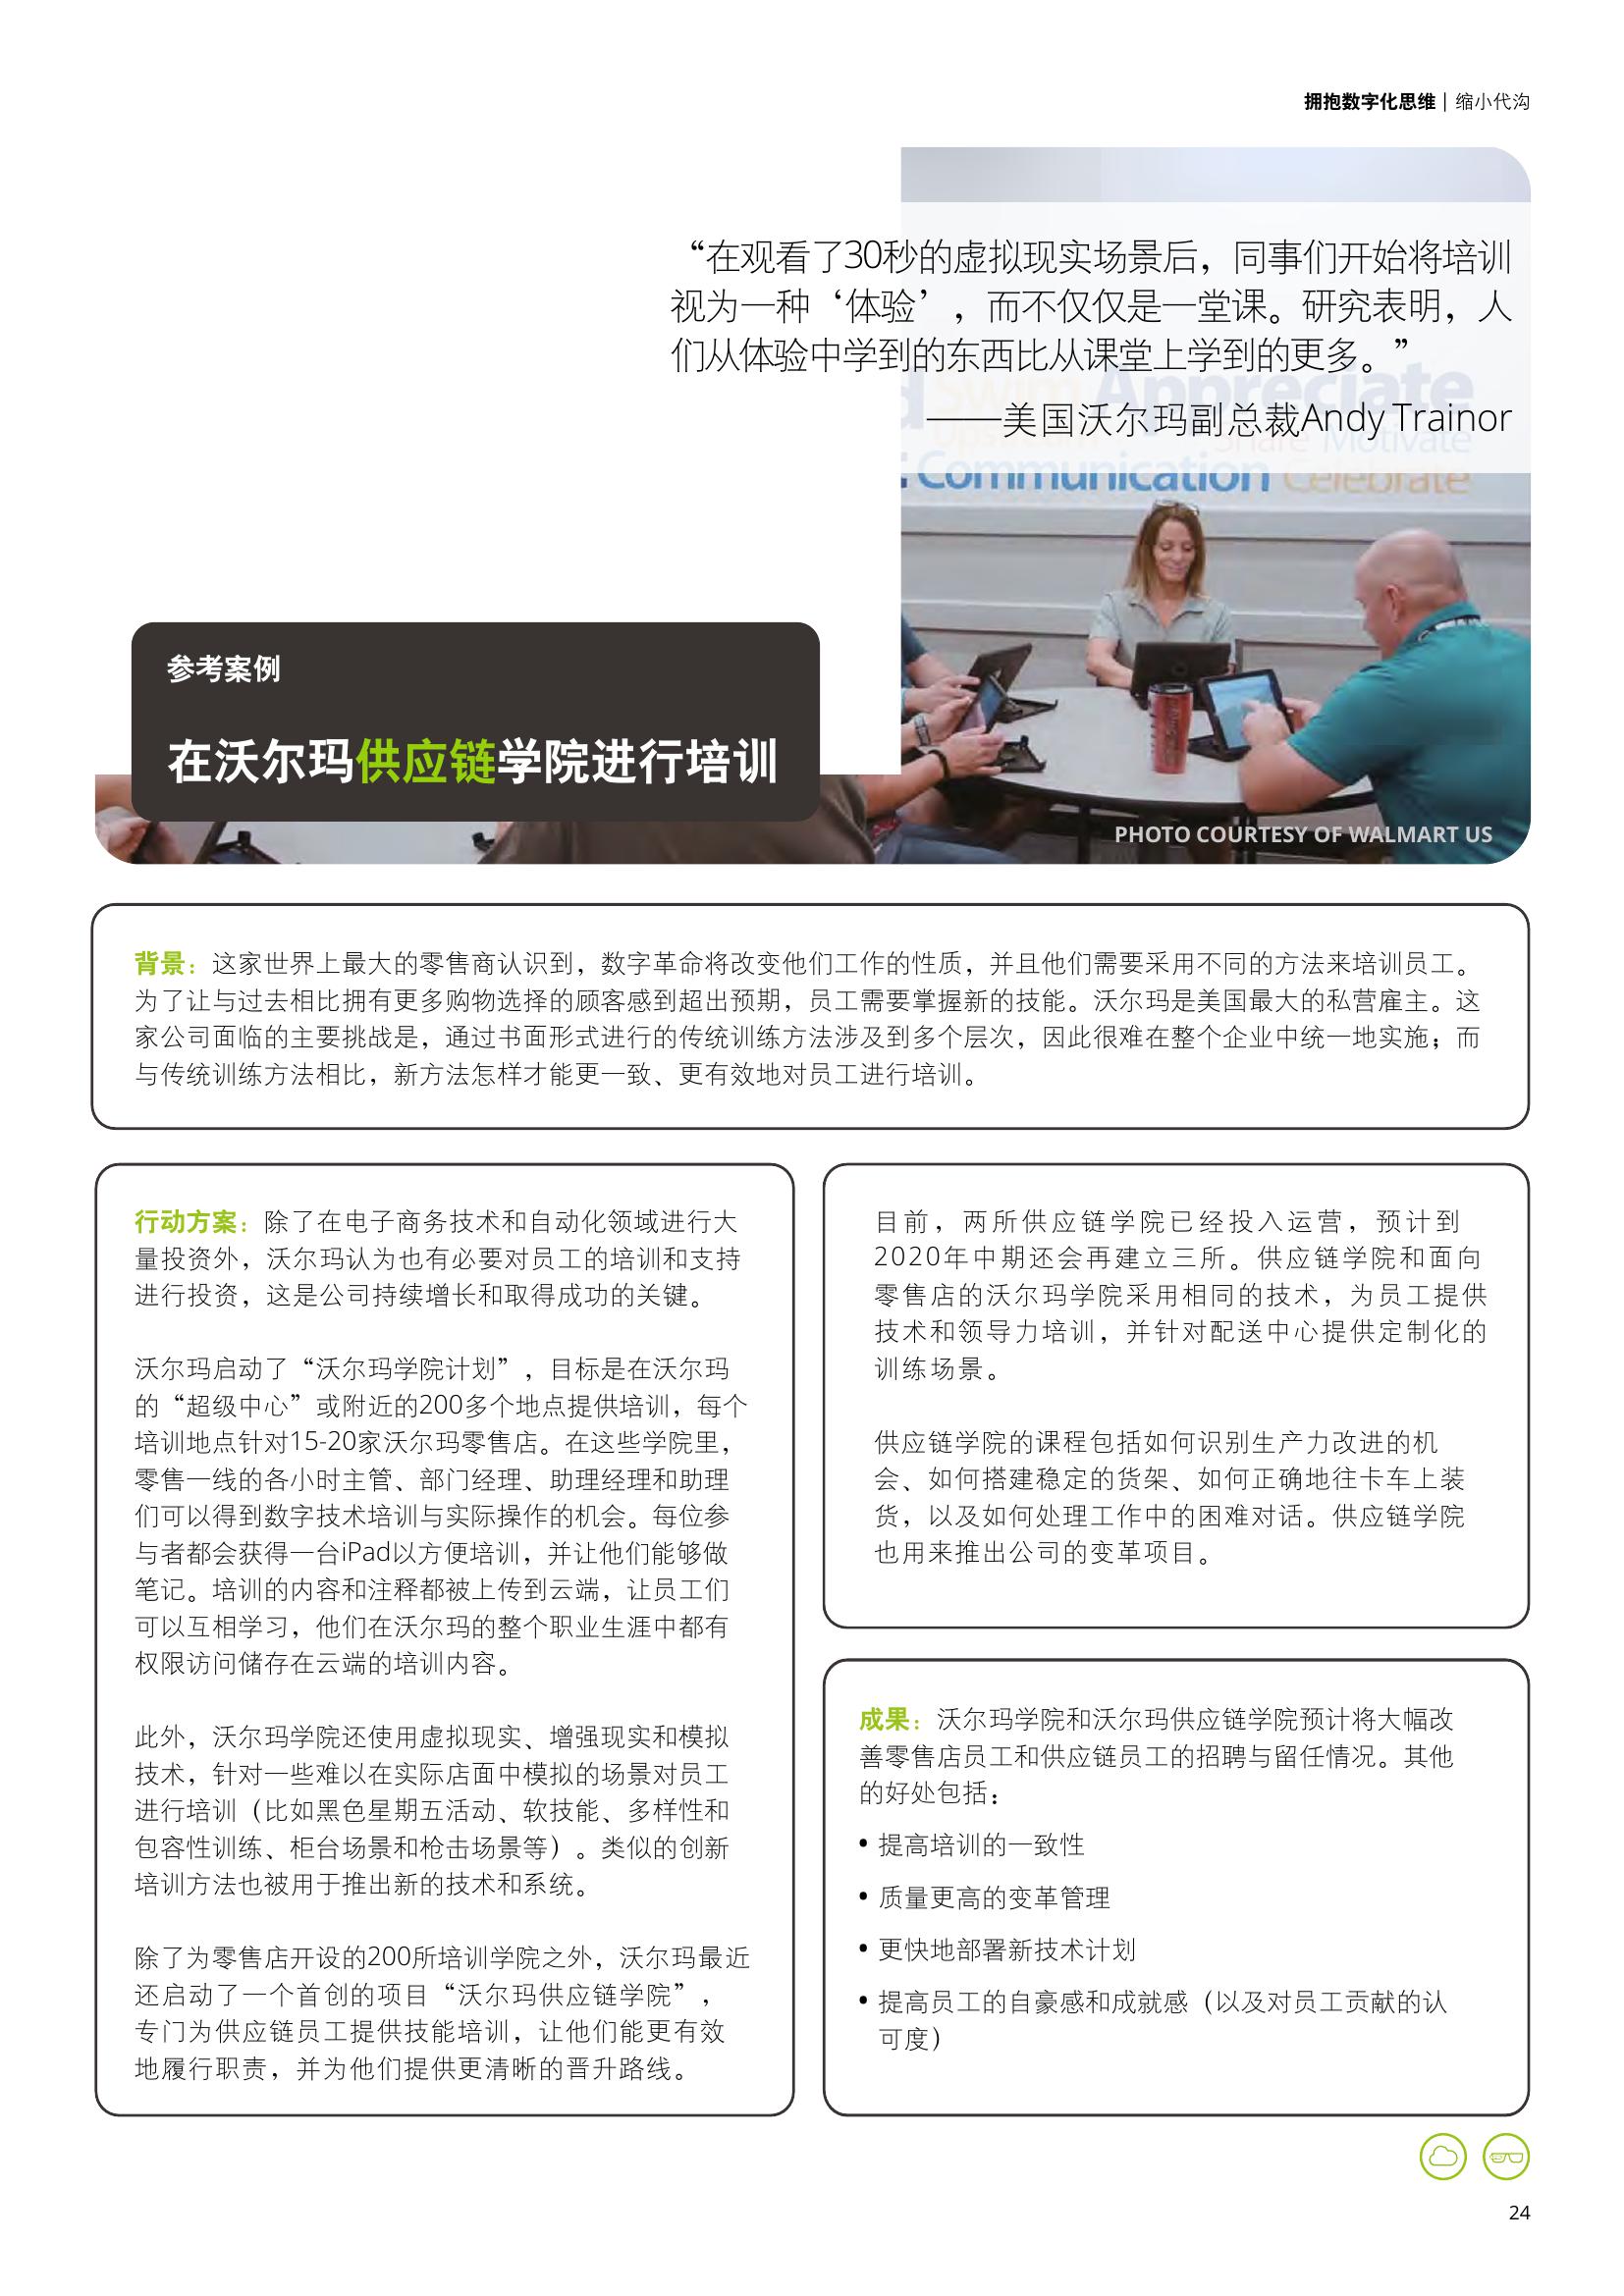 拥抱数字化思维 | 缩小代沟
“在观看了30秒的虚拟现实场景后，同事们开始将培训
视为一种‘体验’，而不仅仅是一堂课。研究表明，人
们从体验中学到的东西比从课堂上学到的更多。”
——美国沃尔玛副总裁Andy Trainor
Swim Appreciate
Share Motivate
Communication Celebrate
参考案例
在沃尔玛供应链学院进行培训
PHOTO COURTESY OF WALMART US
背景：这家世界上最大的零售商认识到，数字革命将改变他们工作的性质，并且他们需要采用不同的方法来培训员工。
为了让与过去相比拥有更多购物选择的顾客感到超出预期，员工需要掌握新的技能。沃尔玛是美国最大的私营雇主。这
家公司面临的主要挑战是，通过书面形式进行的传统训练方法涉及到多个层次，因此很难在整个企业中统一地实施；而
与传统训练方法相比，新方法怎样才能更一致、更有效地对员工进行培训。
行动方案：除了在电子商务技术和自动化领域进行大
量投资外，沃尔玛认为也有必要对员工的培训和支持
进行投资，这是公司持续增长和取得成功的关键。
沃尔玛启动了“沃尔玛学院计划”，目标是在沃尔玛
的“超级中心”或附近的200多个地点提供培训，每个
培训地点针对15-20家沃尔玛零售店。在这些学院里，
零售一线的各小时主管、部门经理、助理经理和助理
们可以得到数字技术培训与实际操作的机会。每位参
与者都会获得一台iPad以方便培训，并让他们能够做
笔记。培训的内容和注释都被上传到云端，让员工们
可以互相学习，他们在沃尔玛的整个职业生涯中都有
权限访问储存在云端的培训内容。
此外，沃尔玛学院还使用虚拟现实、增强现实和模拟
技术，针对一些难以在实际店面中模拟的场景对员工
进行培训（比如黑色星期五活动、软技能、多样性和
包容性训练、柜台场景和枪击场景等）。类似的创新
培训方法也被用于推出新的技术和系统。
除了为零售店开设的200所培训学院之外，沃尔玛最近
还启动了一个首创的项目“沃尔玛供应链学院”，
专门为供应链员工提供技能培训，让他们能更有效
地履行职责，并为他们提供更清晰的晋升路线。
目前，两所供应链学院已经投入运营，预计到
2020年中期还会再建立三所。供应链学院和面向
零售店的沃尔玛学院采用相同的技术，为员工提供
技术和领导力培训，并针对配送中心提供定制化的
训练场景。
供应链学院的课程包括如何识别生产力改进的机
会、如何搭建稳定的货架、如何正确地往卡车上装
货，以及如何处理工作中的困难对话。供应链学院
也用来推出公司的变革项目。
成果：沃尔玛学院和沃尔玛供应链学院预计将大幅改
善零售店员工和供应链员工的招聘与留任情况。其他
的好处包括：
• 提高培训的一致性
• 质量更高的变革管理
• 更快地部署新技术计划
• 提高员工的自豪感和成就感（以及对员工贡献的认
可度）
24